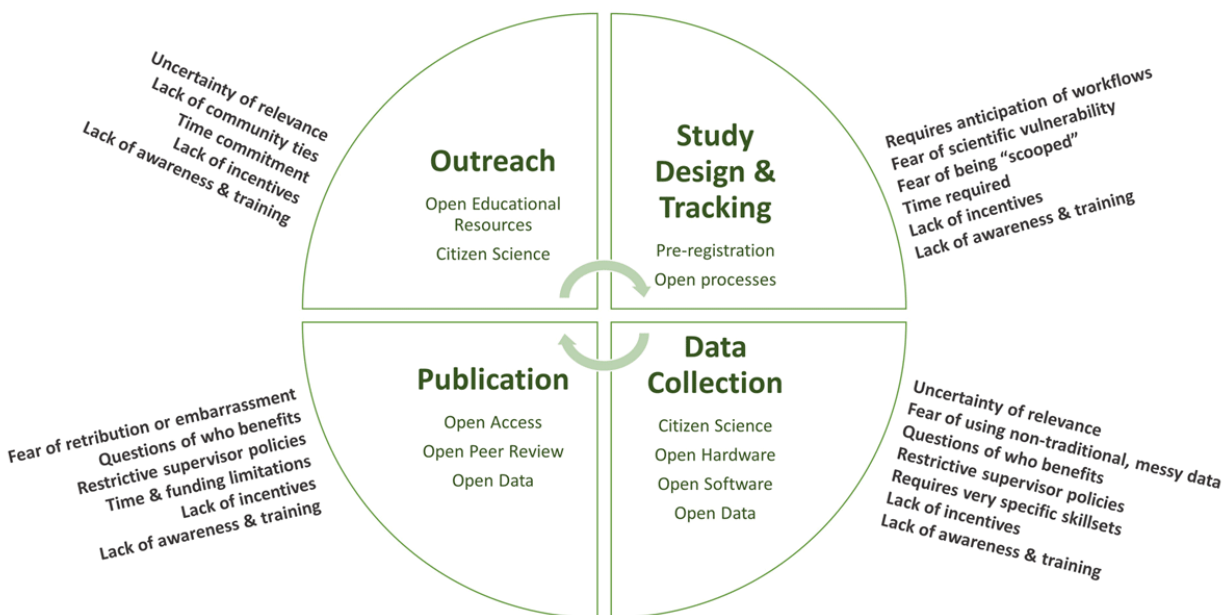 Uncertainty of relevance
Lack of community ties
Time commitment
Lack of incentives
Lack of awareness & training
Outreach
Open Educational
Resources
Citizen Science
Study
Design &
Tracking
Pre-registration
Open processes
Requires anticipation of workflows
Fear of scientific vulnerability
Fear of being “scooped”
Time required
Lack of incentives
Lack of awareness & training
Fear of retribution or embarrassment
Questions of who benefits
Restrictive supervisor policies
Time & funding limitations
Lack of incentives
Lack of awareness & training
Publication
Open Access
Open Peer Review
Open Data
Data
Collection
Citizen Science
Open Hardware
Open Software
Open Data
Uncertainty of relevance
Fear of using non-traditional, messy data
Questions of who benefits
Restrictive supervisor policies
Requires very specific skillsets
Lack of incentives
Lack of awareness & training